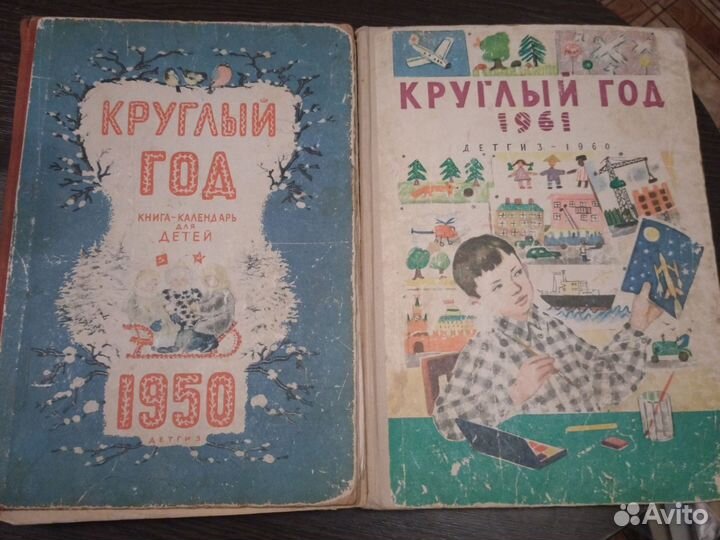 КРУГЛЫЙ
ГОД
КНИГА-КАЛЕНДАРЬ
ДЛЯ
ДЕТЕЙ
1950
ДЕТГИЗ
КРУГЛЫЙ ГОД
1961
ДЕТГИЗ-1960
Avito